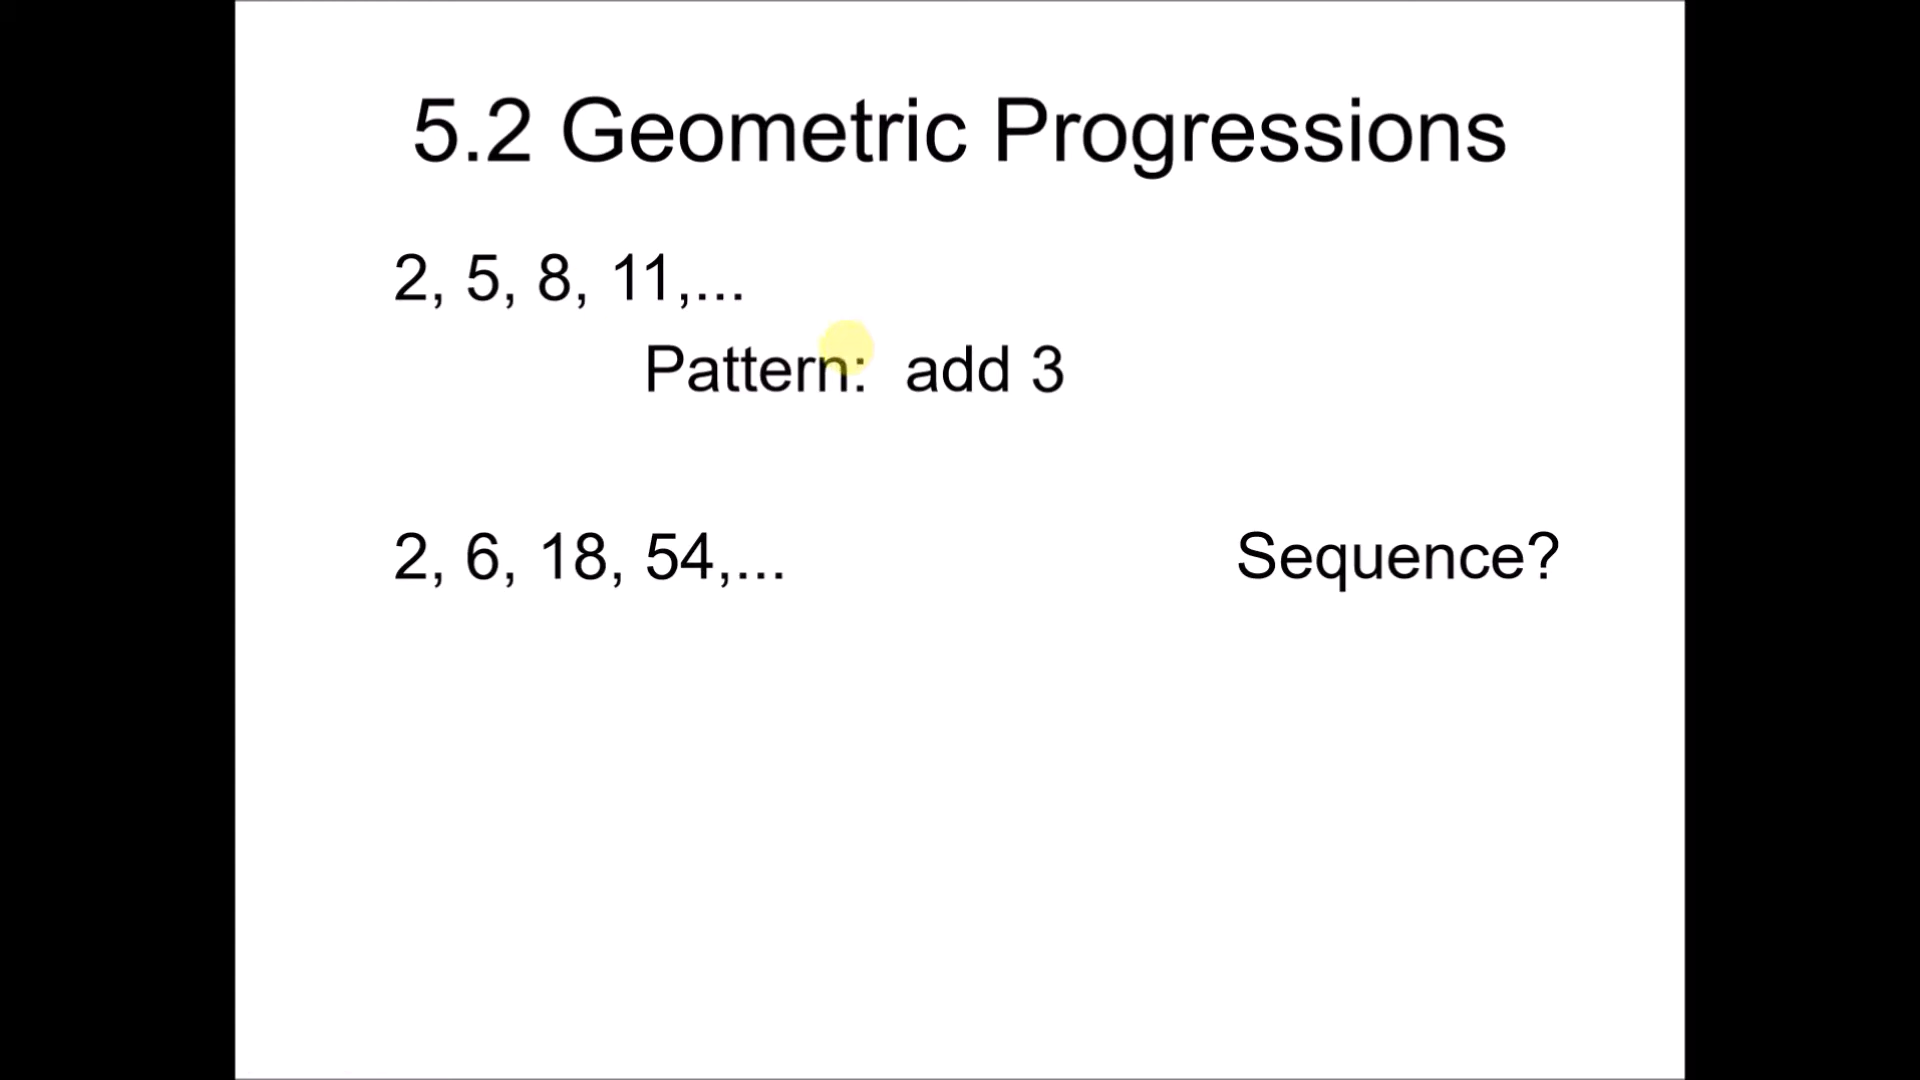 5.2 Geometric Progressions
2, 5, 8, 11,...
Pattern: add 3
2, 6, 18, 54,... Sequence?